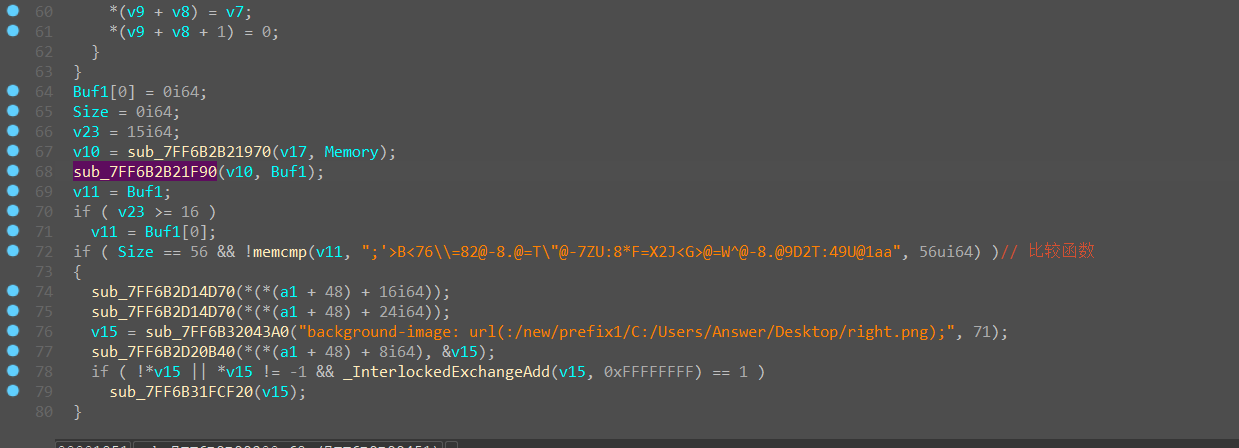 60 *(v9 + v8) = v7;
61 *(v9 + v8 + 1) = 0;
62 }
63 }
64 Buf1[0] = 0i64;
65 Size = 0i64;
66 v23 = 15i64;
67 v10 = sub_7FF6B2B21970(v17, Memory);
68 sub_7FF6B2B21F90(v10, Buf1);
69 v11 = Buf1;
70 if ( v23 >= 16 )
71 v11 = Buf1[0];
72 if ( Size == 56 && !memcmp(v11, ";'>B<76\\=82@-8.@=T\"@-7ZU:8*F=X2J<G>@=W^@-8.@9D2T:49U@1aa", 56ui64) )// 比较函数
73 {
74 sub_7FF6B2D14D70(*(*(a1 + 48) + 16i64));
75 sub_7FF6B2D14D70(*(*(a1 + 48) + 24i64));
76 v15 = sub_7FF6B32043A0("background-image: url(:/new/prefix1/C:/Users/Answer/Desktop/right.png);", 71);
77 sub_7FF6B2D20B40(*(*(a1 + 48) + 8i64), &v15);
78 if ( !*v15 || *v15 != -1 && _InterlockedExchangeAdd(v15, 0xFFFFFFFF) == 1 )
79 sub_7FF6B31FCF20(v15);
80 }